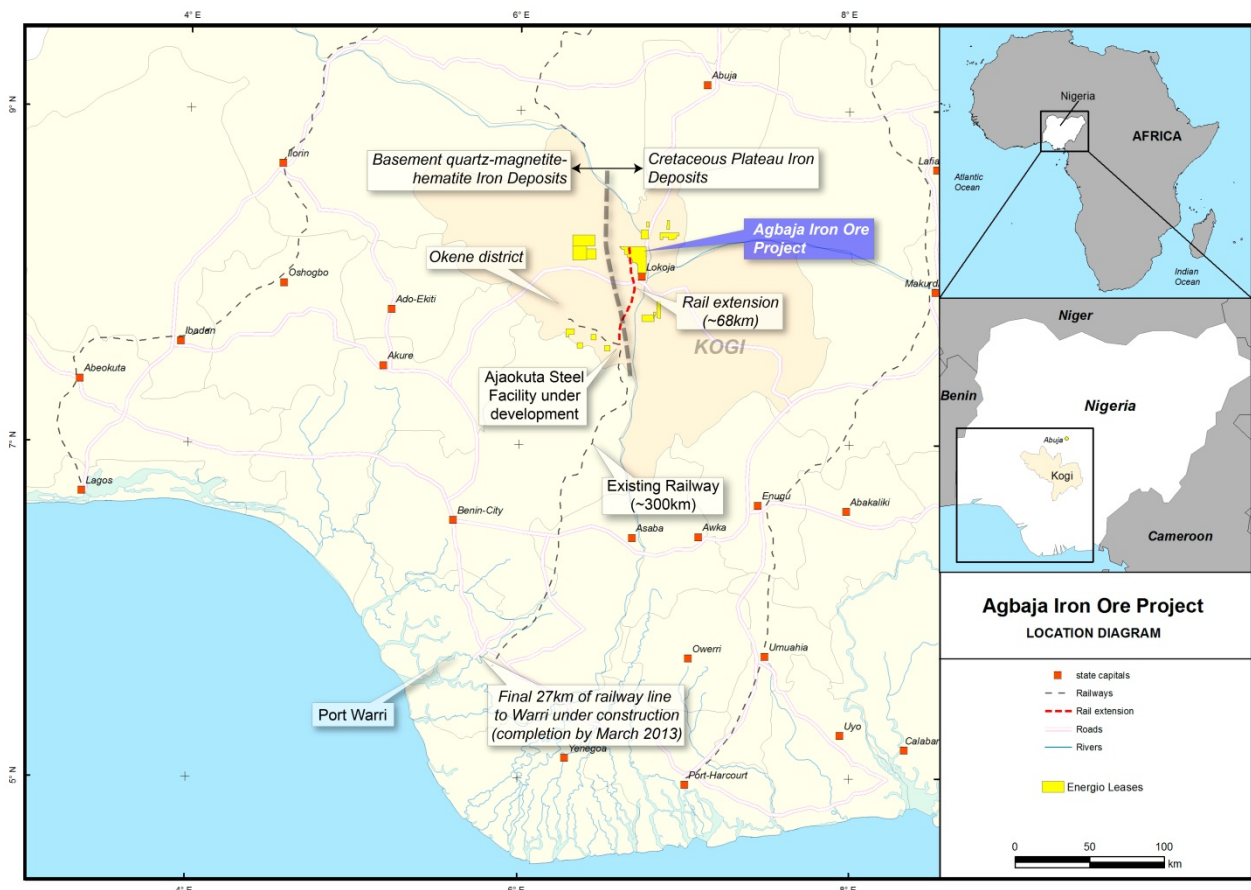 4° E
6° E
8° E
9° N
7° N
5° N
4° E
6° E
8° E
Abuja
Ilorin
Basement quartz-magnetite-
hematite Iron Deposits
Cretaceous Plateau Iron
Deposits
Lafia
Agbaja Iron Ore
Project
Okene district
Lokoja
Oshogbo
Makurdi
Rail extension
(~68km)
Ado-Ekiti
KOGI
Ibadan
Akure
Abeokuta
Ajaokuta Steel
Facility under
development
Existing Railway
(~300km)
Lagos
Benin-City
Enugu
Abakaliki
Asaba
Awka
Owerri
Umuahia
Port Warri
Final 27km of railway line
to Warri under construction
(completion by March 2013)
Yenegoa
Uyo
Calabar
Port-Harcourt
Nigeria
AFRICA
Atlantic
Ocean
Indian
Ocean
Niger
Benin
Nigeria
Abuja
Kogi
Cameroon
Agbaja Iron Ore Project
LOCATION DIAGRAM
state capitals
Railways
Rail extension
Roads
Rivers
Energio Leases
0 50 100
km